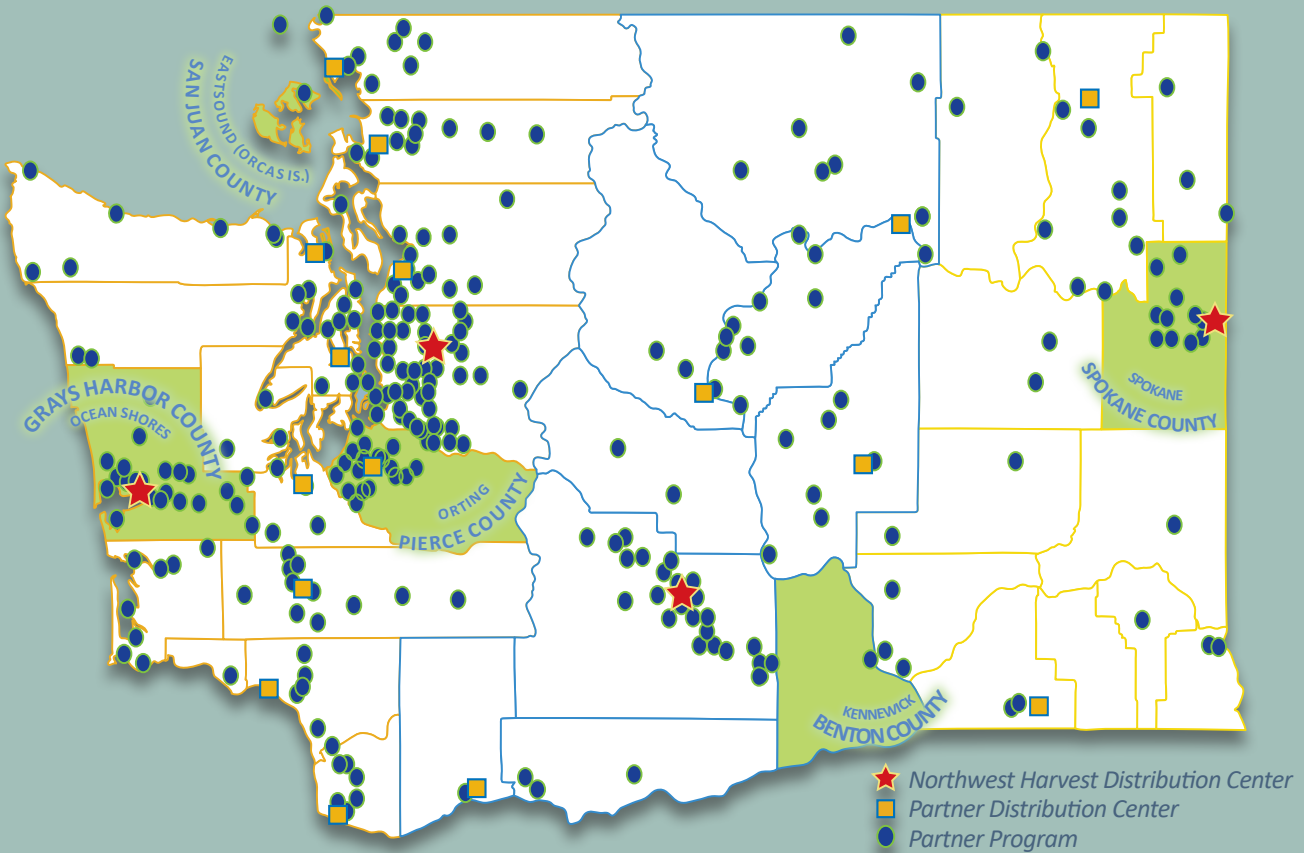 EASTSOUND (ORCAS IS.)
SAN JUAN COUNTY
GRAYS HARBOR COUNTY
OCEAN SHORES
SPOKANE
SPOKANE COUNTY
ORTING
PIERCE COUNTY
KENNEWICK
BENTON COUNTY
Northwest Harvest Distribution Center
Partner Distribution Center
Partner Program